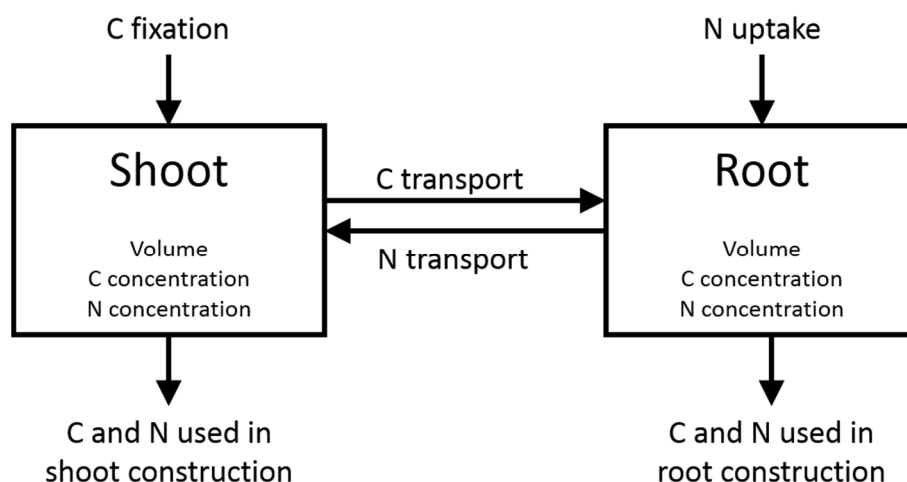 C fixation
N uptake
Shoot
Volume
C concentration
N concentration
C transport
N transport
Root
Volume
C concentration
N concentration
C and N used in
shoot construction
C and N used in
root construction